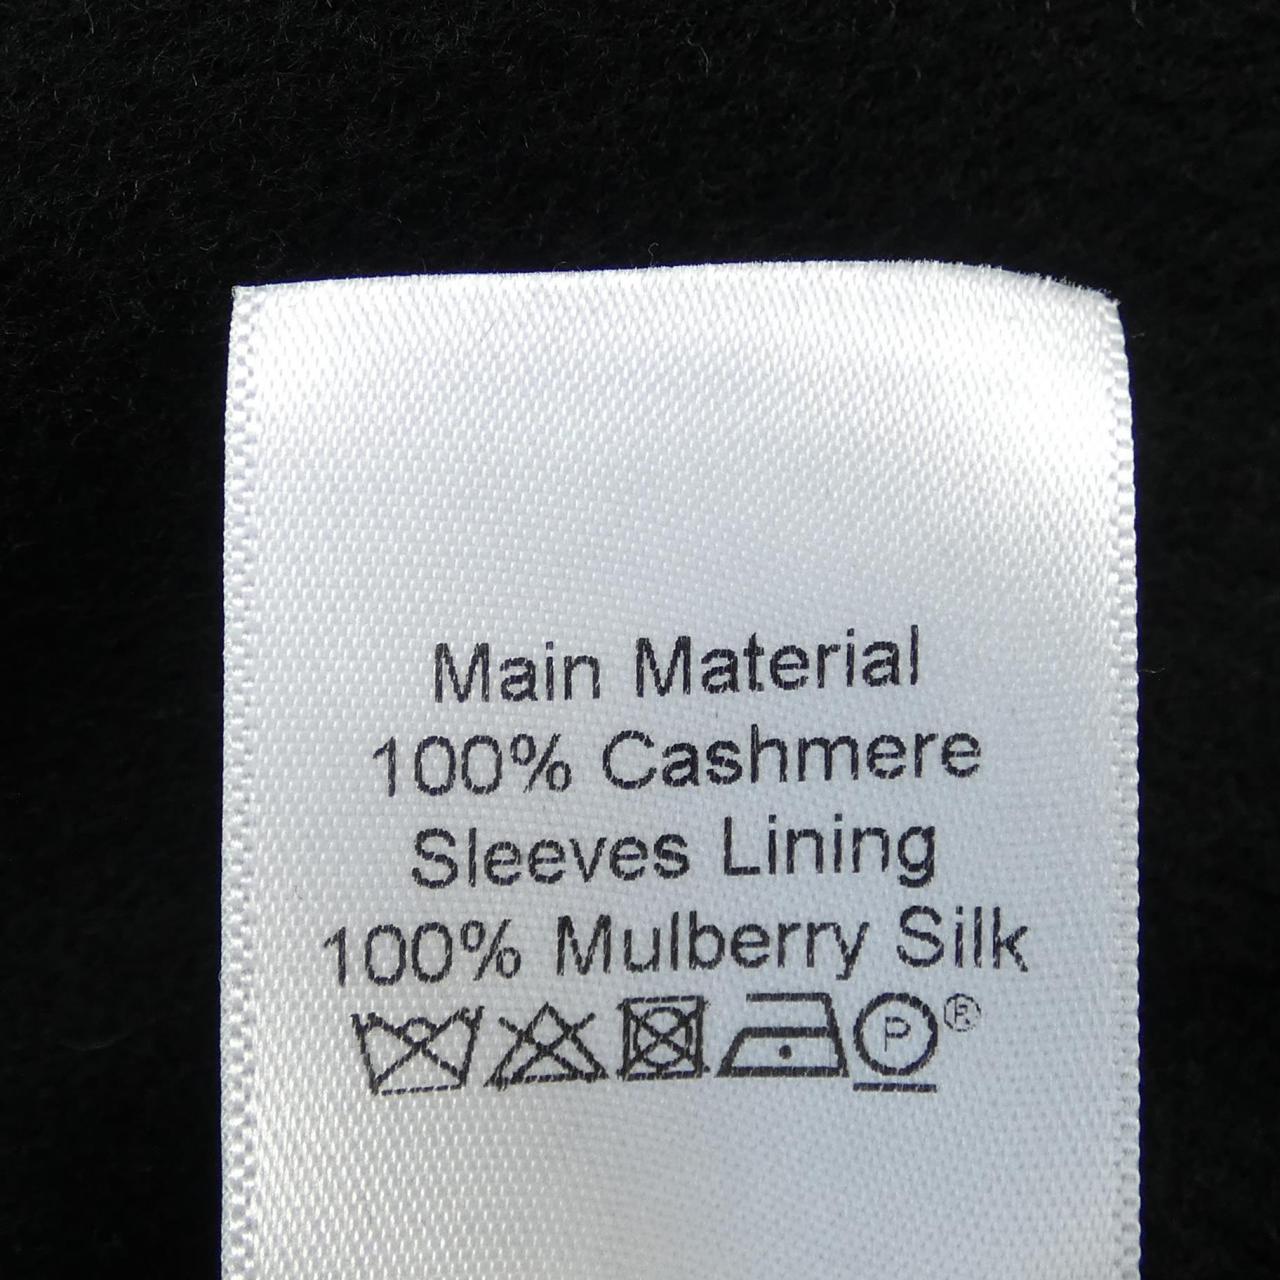 Main Material
100% Cashmere
Sleeves Lining
100% Mulberry Silk
P ®